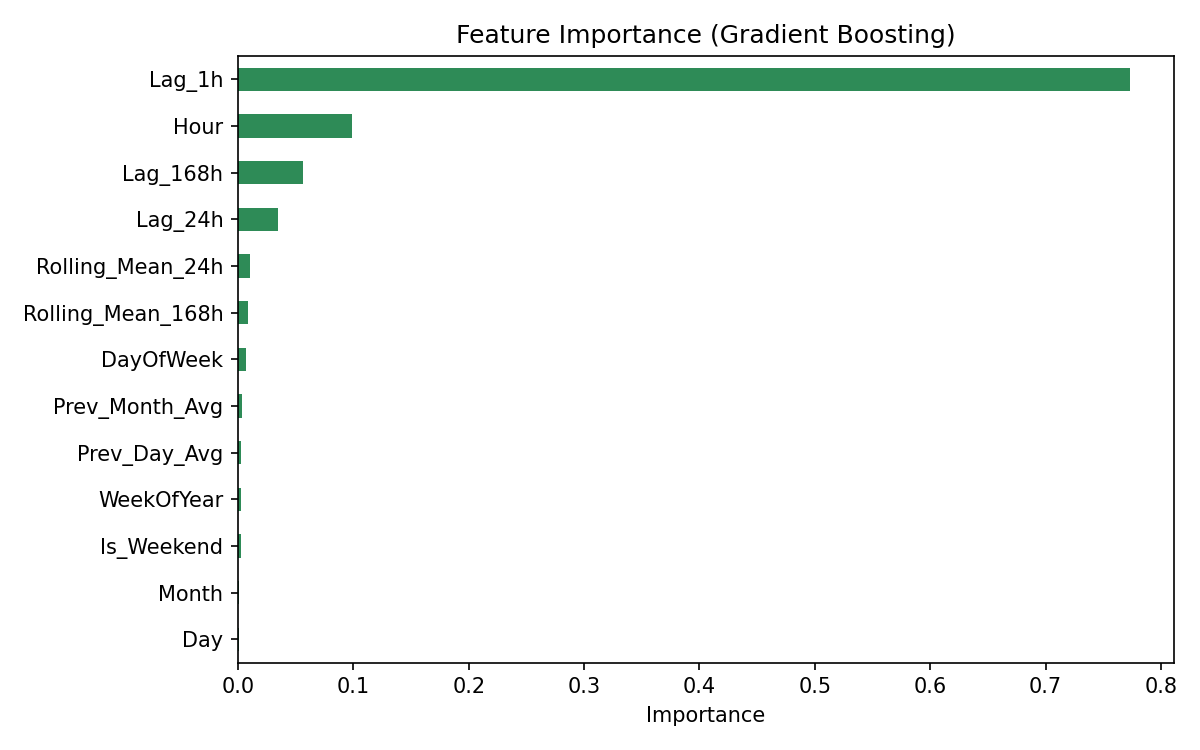 Feature Importance (Gradient Boosting)
Lag_1h
Hour
Lag_168h
Lag_24h
Rolling_Mean_24h
Rolling_Mean_168h
DayOfWeek
Prev_Month_Avg
Prev_Day_Avg
WeekOfYear
Is_Weekend
Month
Day
0.0 0.1 0.2 0.3 0.4 0.5 0.6 0.7 0.8
Importance